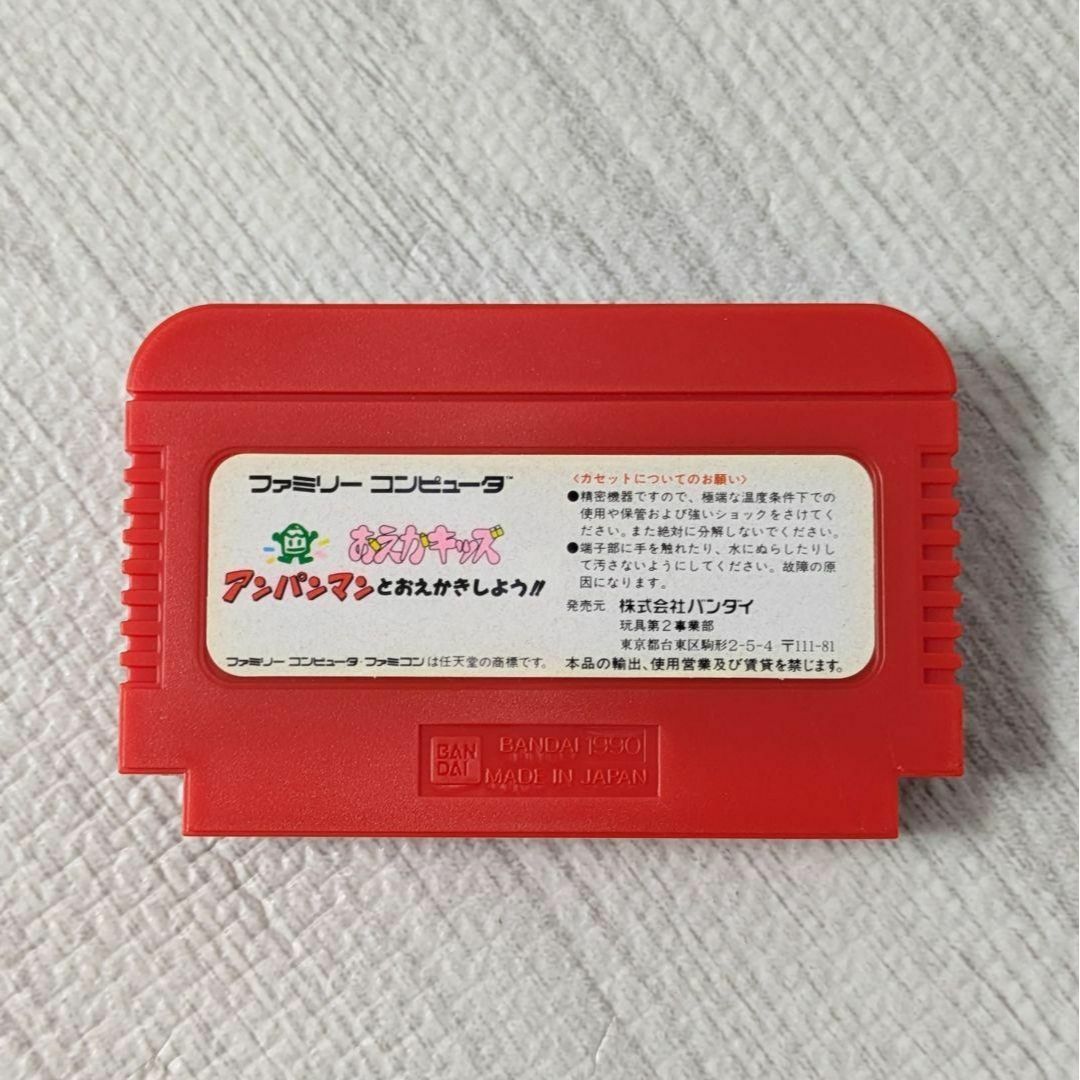 ファミリー コンピュータ™
おえかキッズ
アンパンマンとおえかきしよう!!
ファミリー コンピュータ・ファミコンは任天堂の商標です。
〈カセットについてのお願い〉
●精密機器ですので、極端な温度条件下での
使用や保管および強いショックをさけてく
ださい。また絶対に分解しないでください。
●端子部に手を触れたり、水にぬらしたりし
て汚さないようにしてください。故障の原
因になります。
発売元 株式会社バンダイ
玩具第2事業部
東京都台東区駒形2-5-4 〒111-81
本品の輸出、使用営業及び賃貸を禁じます。
BAN
DAI
BANDAI 1990
MADE IN JAPAN